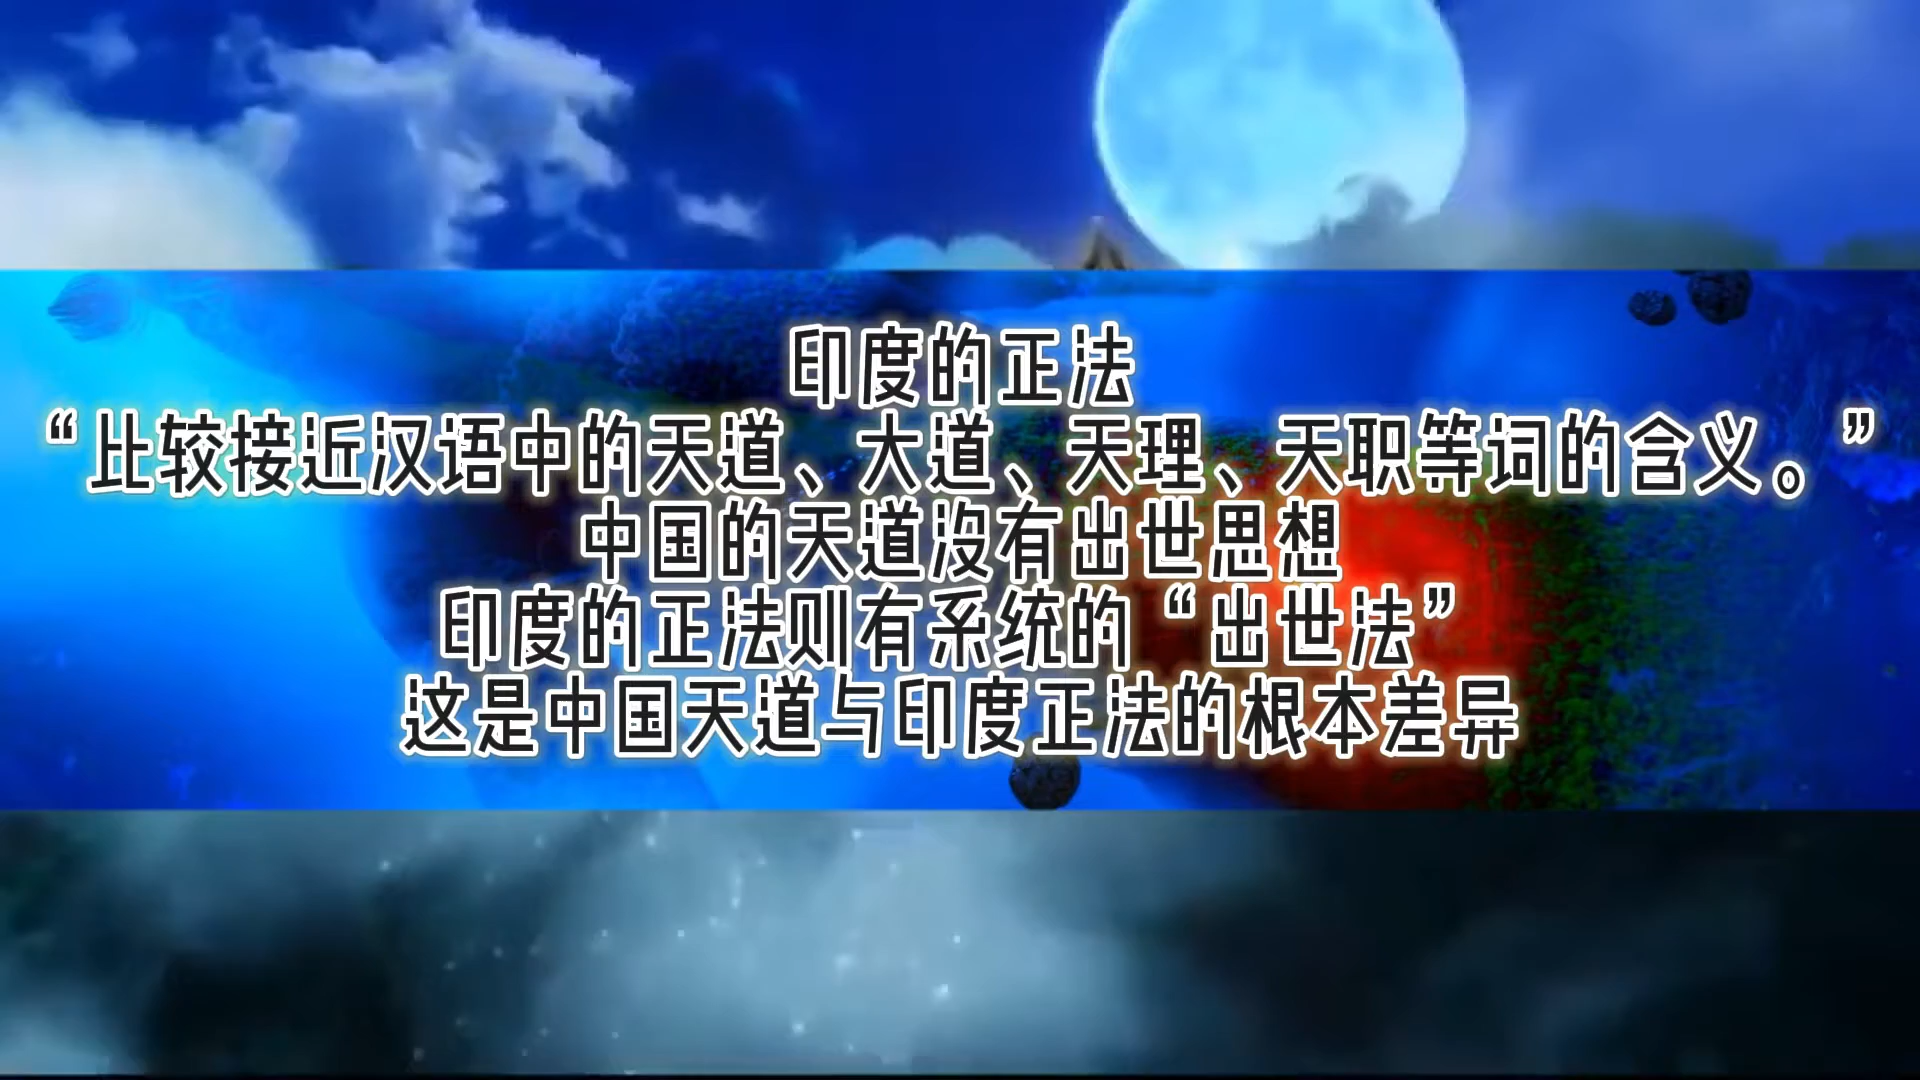 印度的正法
“比较接近汉语中的天道、大道、天理、天职等词的含义。”
中国的天道没有出世思想
印度的正法则有系统的“出世法”
这是中国天道与印度正法的根本差异